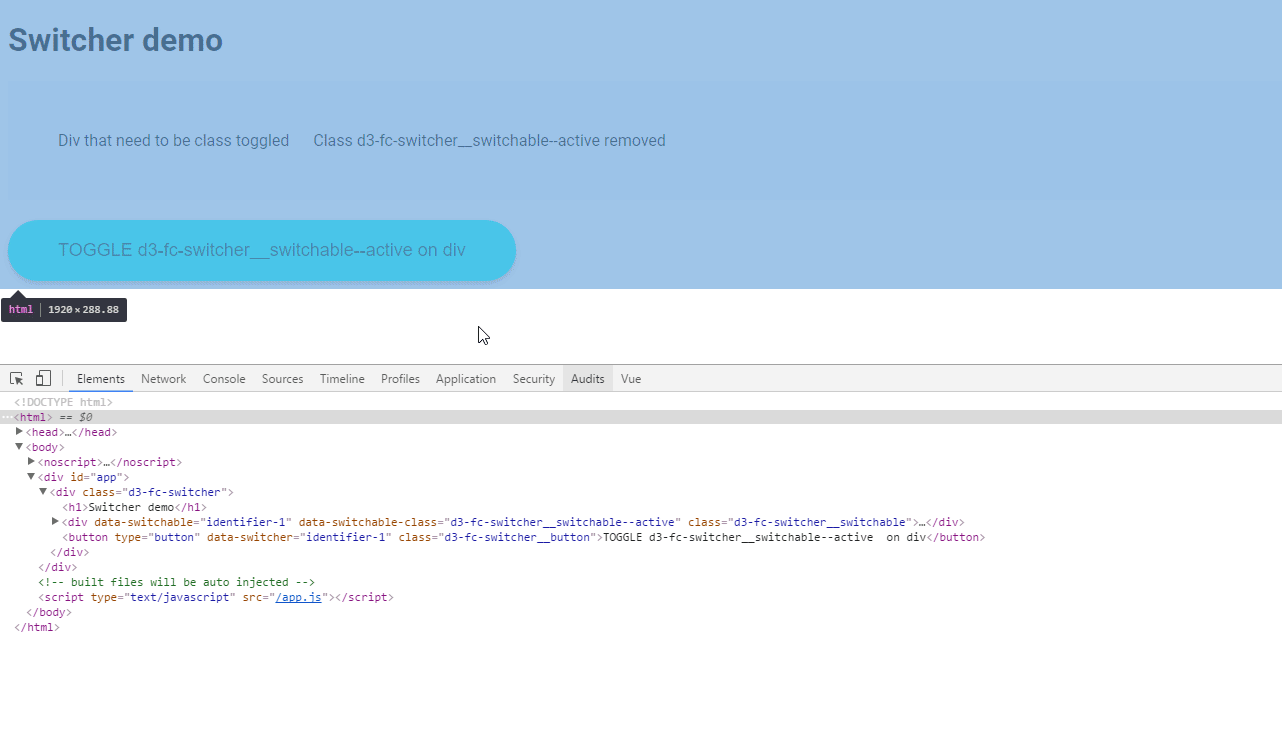 Switcher demo
Div that need to be class toggled Class d3-fc-switcher__switchable--active removed
TOGGLE d3-fc-switcher__switchable--active on div
html 1920 × 288.88
Elements Network Console Sources Timeline Profiles Application Security Audits Vue
<!DOCTYPE html>
…<html> == $0
<head>…</head>
<body>
<noscript>…</noscript>
<div id="app">
<div class="d3-fc-switcher">
<h1>Switcher demo</h1>
<div data-switchable="identifier-1" data-switchable-class="d3-fc-switcher__switchable--active" class="d3-fc-switcher__switchable">…</div>
<button type="button" data-switcher="identifier-1" class="d3-fc-switcher__button">TOGGLE d3-fc-switcher__switchable--active  on div</button>
</div>
</div>
<!-- built files will be auto injected -->
<script type="text/javascript" src="/app.js"></script>
</body>
</html>